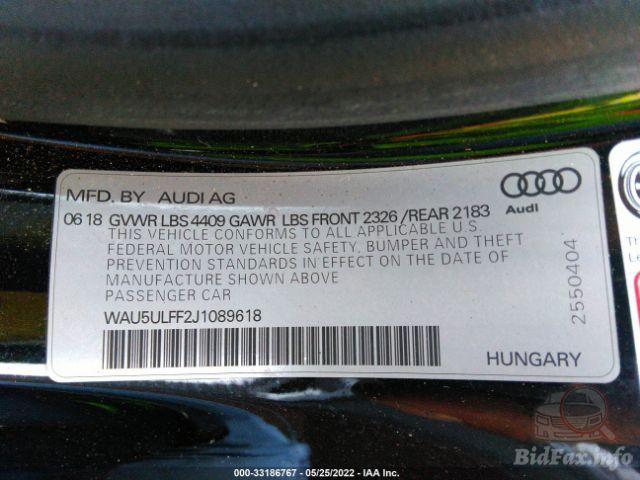 MFD. BY AUDI AG
Audi
06 18 GVWR LBS 4409 GAWR LBS FRONT 2326 /REAR 2183
THIS VEHICLE CONFORMS TO ALL APPLICABLE U.S.
FEDERAL MOTOR VEHICLE SAFETY, BUMPER AND THEFT
PREVENTION STANDARDS IN EFFECT ON THE DATE OF
MANUFACTURE SHOWN ABOVE
PASSENGER CAR
WAU5ULFF2J1089618
HUNGARY
2550404
BidFax.info
000-33186767 - 05/25/2022 - IAA Inc.